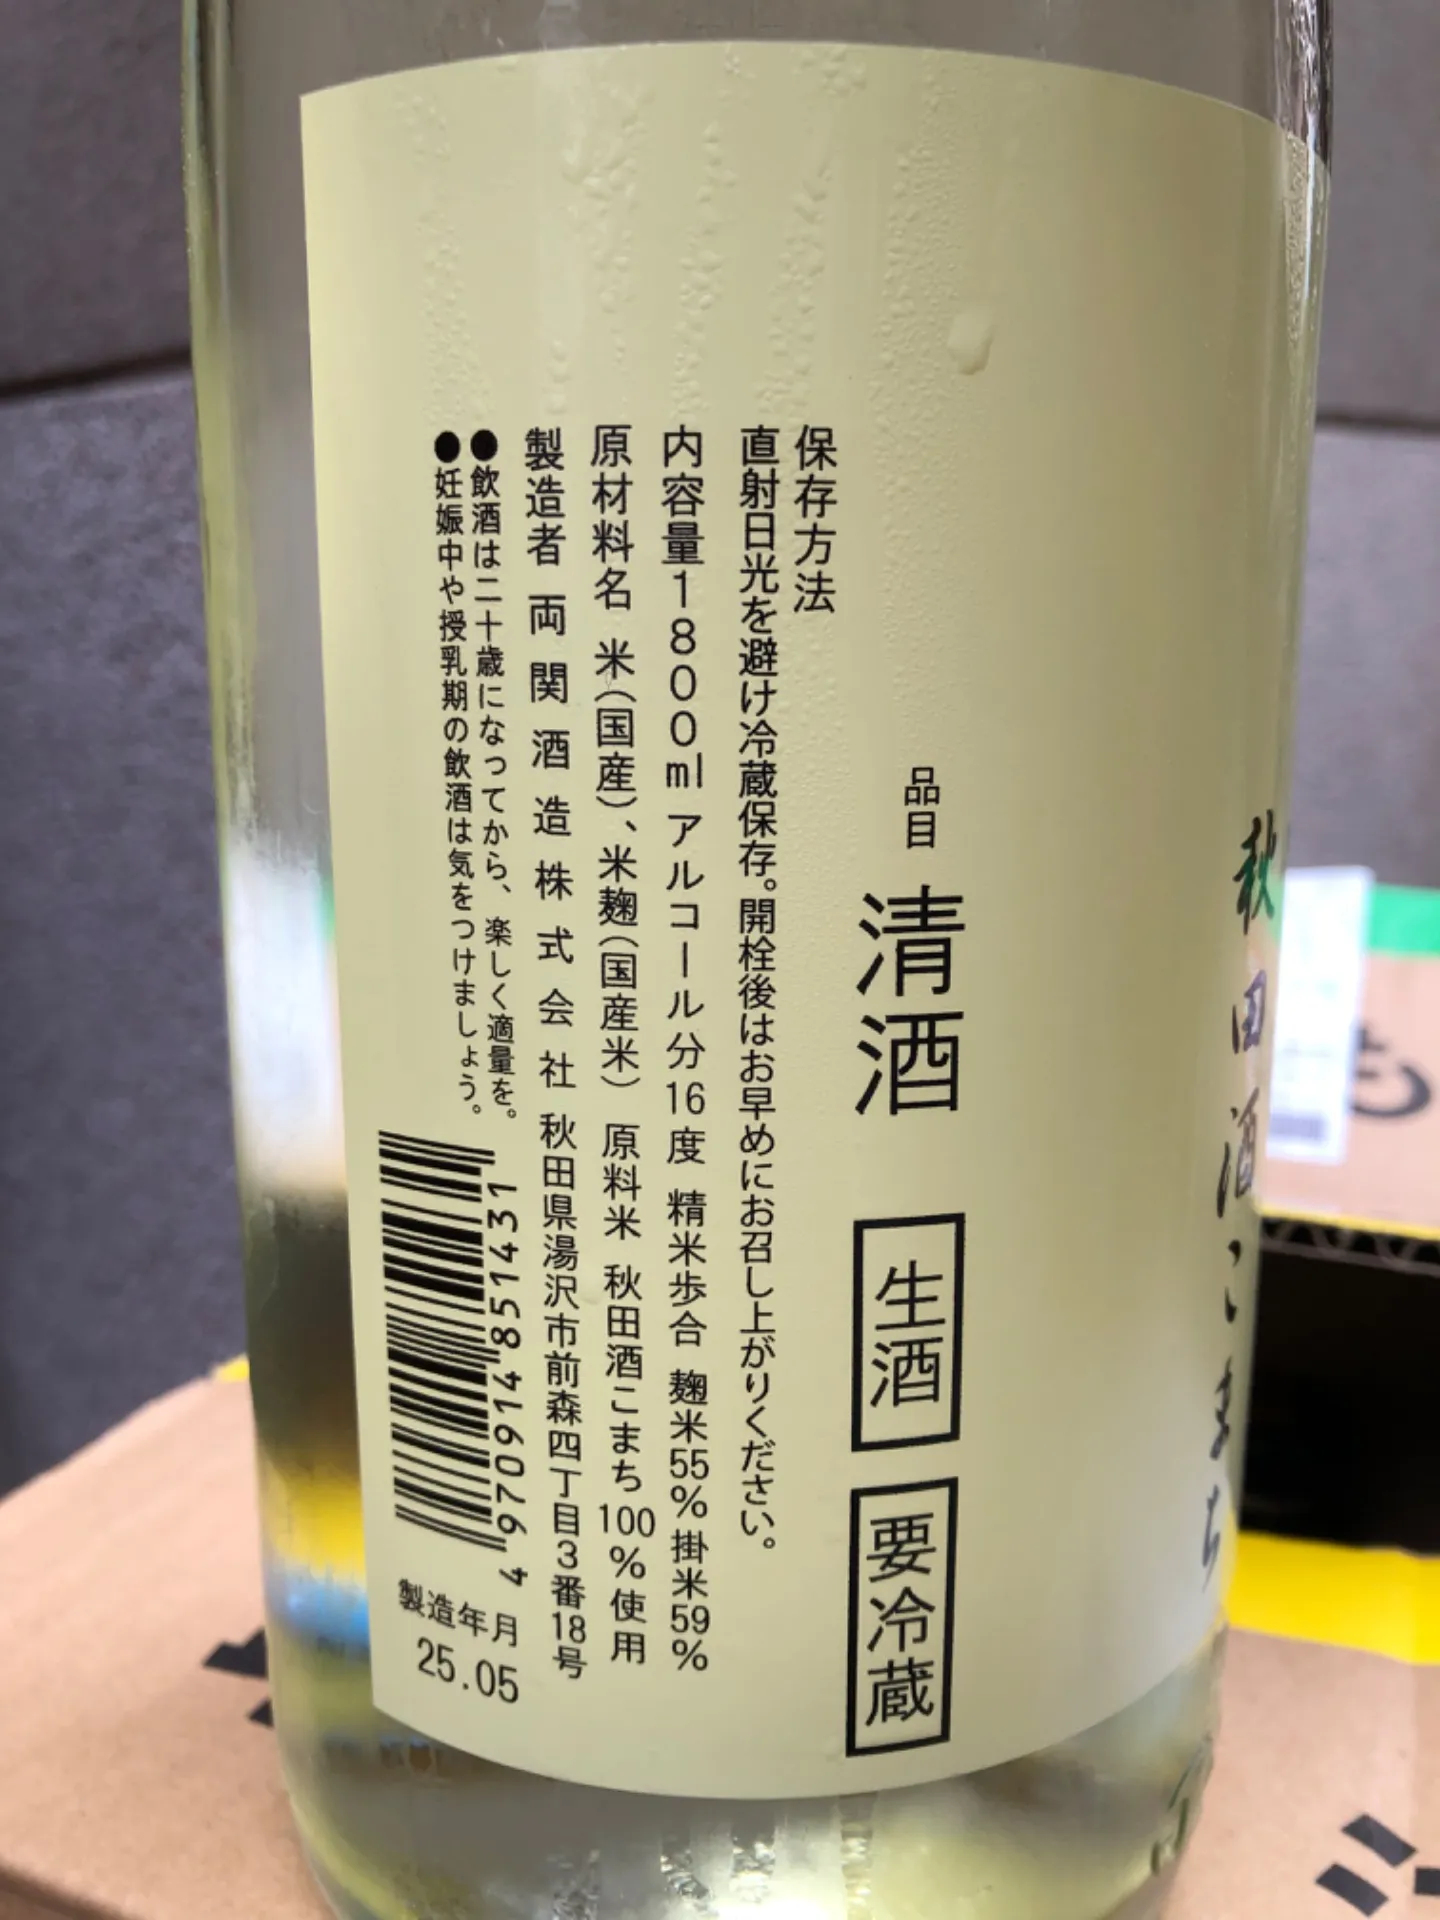 秋田酒こまち
品目 清酒 生酒 要冷蔵
保存方法
直射日光を避け冷蔵保存。開栓後はお早めにお召し上がりください。
内容量1800ml アルコール分16度 精米歩合 麹米55% 掛米59%
原材料名 米(国産)、米麹(国産米) 原料米 秋田酒こまち100%使用
製造者 両関酒造株式会社 秋田県湯沢市前森四丁目3番18号
●飲酒は二十歳になってから、楽しく適量を。
●妊娠中や授乳期の飲酒は気をつけましょう。
4970914851431
製造年月
25.05